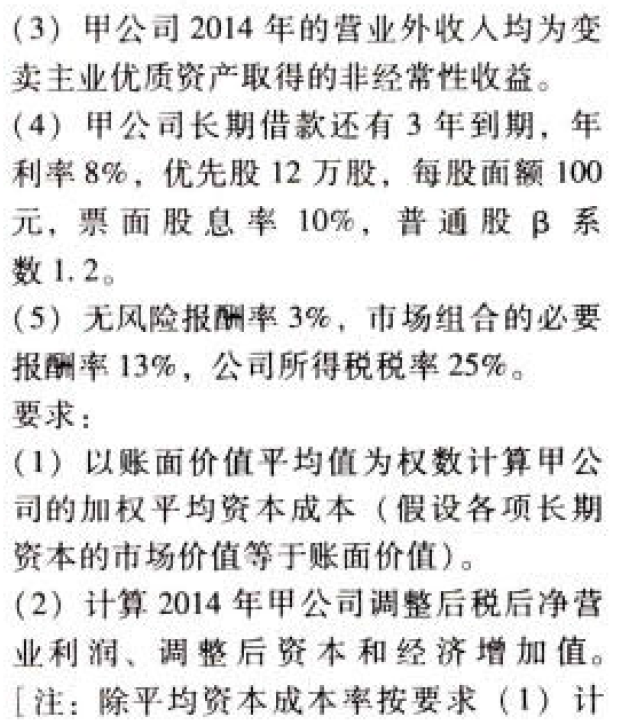 (3) 甲公司 2014 年的营业外收入均为变
卖主业优质资产取得的非经常性收益。
(4) 甲公司长期借款还有 3 年到期，年
利率 8%，优先股 12 万股，每股面额 100
元，票面股息率 10%，普通股 β 系
数 1.2。
(5) 无风险报酬率 3%，市场组合的必要
报酬率 13%，公司所得税税率 25%。
要求：
(1) 以账面价值平均值为权数计算甲公
司的加权平均资本成本（假设各项长期
资本的市场价值等于账面价值）。
(2) 计算 2014 年甲公司调整后税后净营
业利润、调整后资本和经济增加值。
[注：除平均资本成本率按要求（1）计